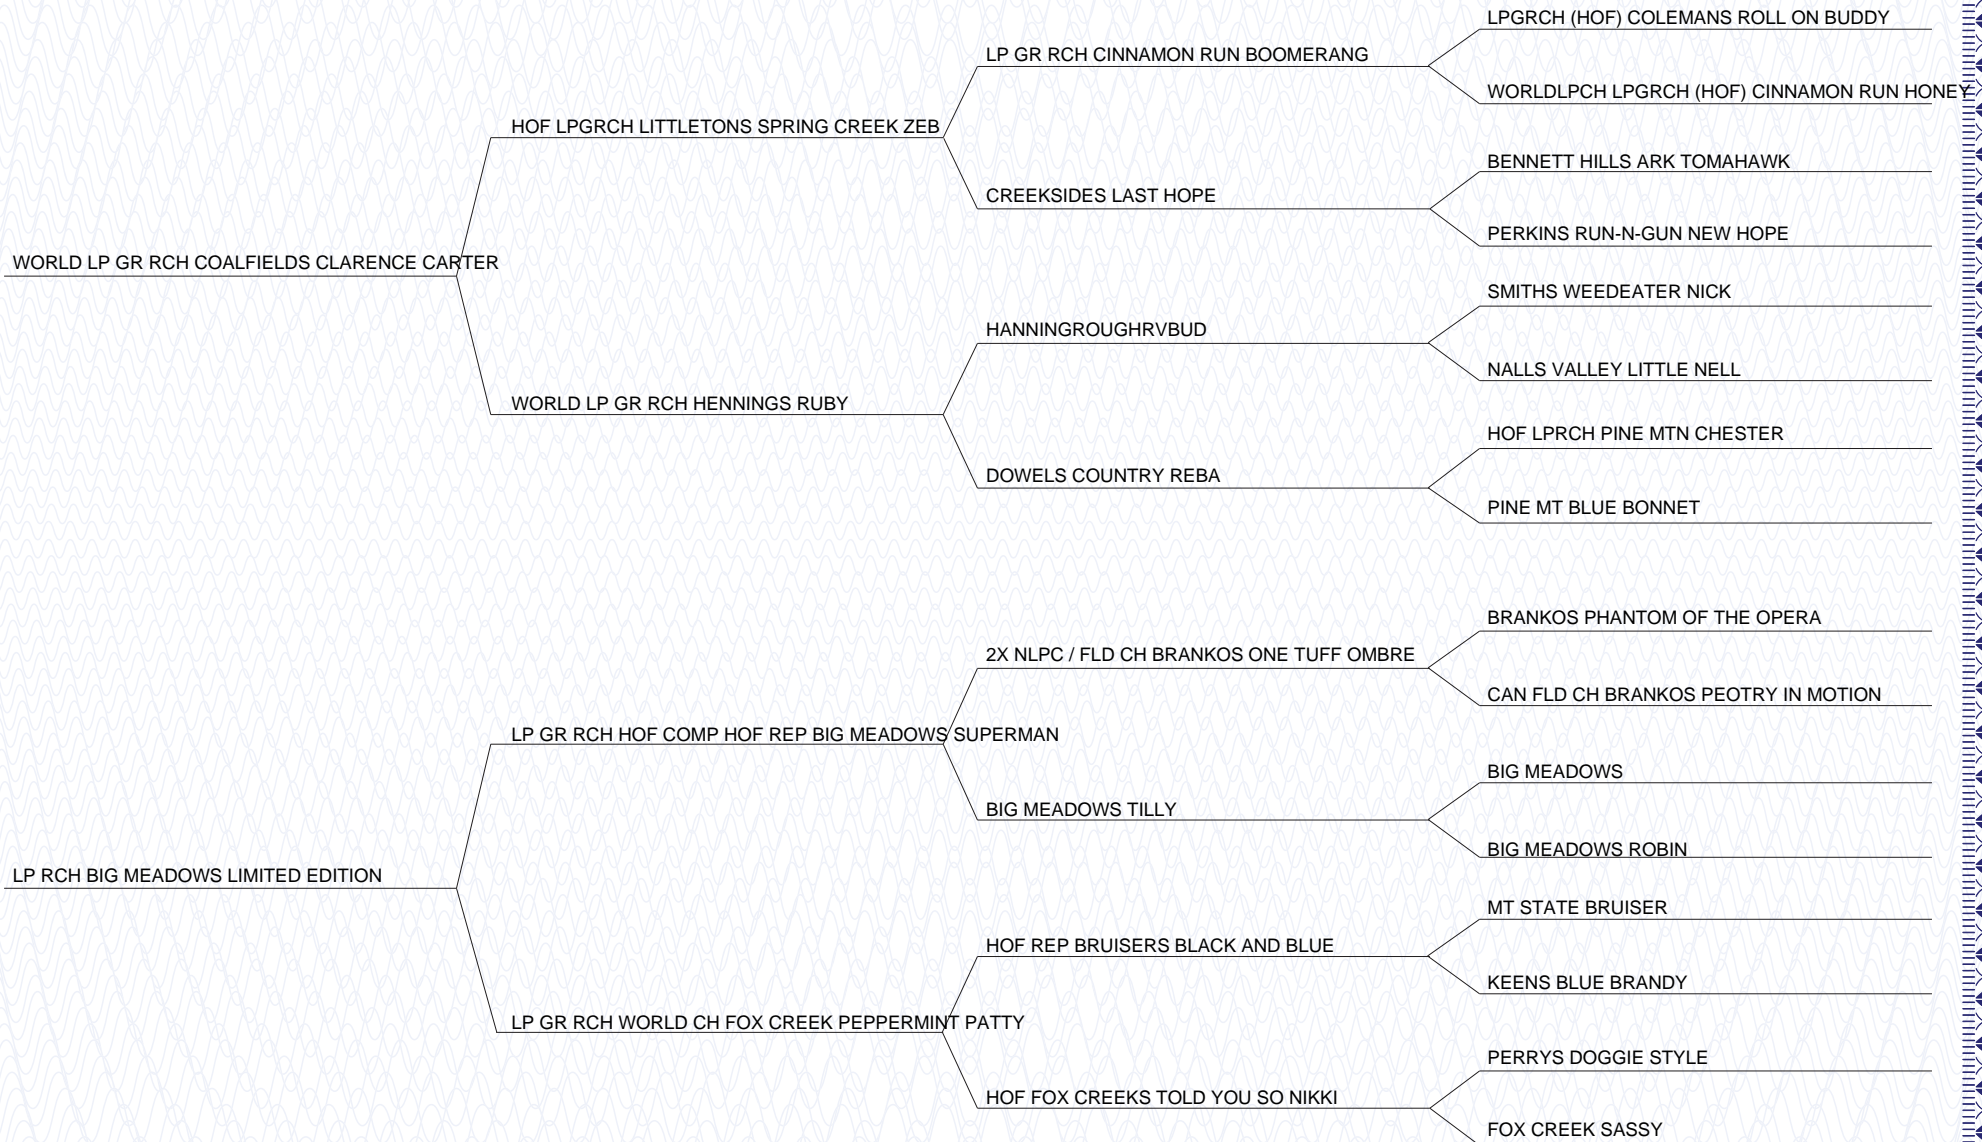 LPGRCH (HOF) COLEMANS ROLL ON BUDDY
LP GR RCH CINNAMON RUN BOOMERANG
WORLDLPCH LPGRCH (HOF) CINNAMON RUN HONEY
HOF LPGRCH LITTLETONS SPRING CREEK ZEB
BENNETT HILLS ARK TOMAHAWK
CREEKSIDES LAST HOPE
PERKINS RUN-N-GUN NEW HOPE
WORLD LP GR RCH COALFIELDS CLARENCE CARTER
SMITHS WEEDEATER NICK
HANNINGROUGHRVBUD
NALLS VALLEY LITTLE NELL
WORLD LP GR RCH HENNINGS RUBY
HOF LPRCH PINE MTN CHESTER
DOWELS COUNTRY REBA
PINE MT BLUE BONNET
BRANKOS PHANTOM OF THE OPERA
2X NLPC / FLD CH BRANKOS ONE TUFF OMBRE
CAN FLD CH BRANKOS PEOTRY IN MOTION
LP GR RCH HOF COMP HOF REP BIG MEADOWS SUPERMAN
BIG MEADOWS
BIG MEADOWS TILLY
BIG MEADOWS ROBIN
LP RCH BIG MEADOWS LIMITED EDITION
MT STATE BRUISER
HOF REP BRUISERS BLACK AND BLUE
KEENS BLUE BRANDY
LP GR RCH WORLD CH FOX CREEK PEPPERMINT PATTY
PERRYS DOGGIE STYLE
HOF FOX CREEKS TOLD YOU SO NIKKI
FOX CREEK SASSY